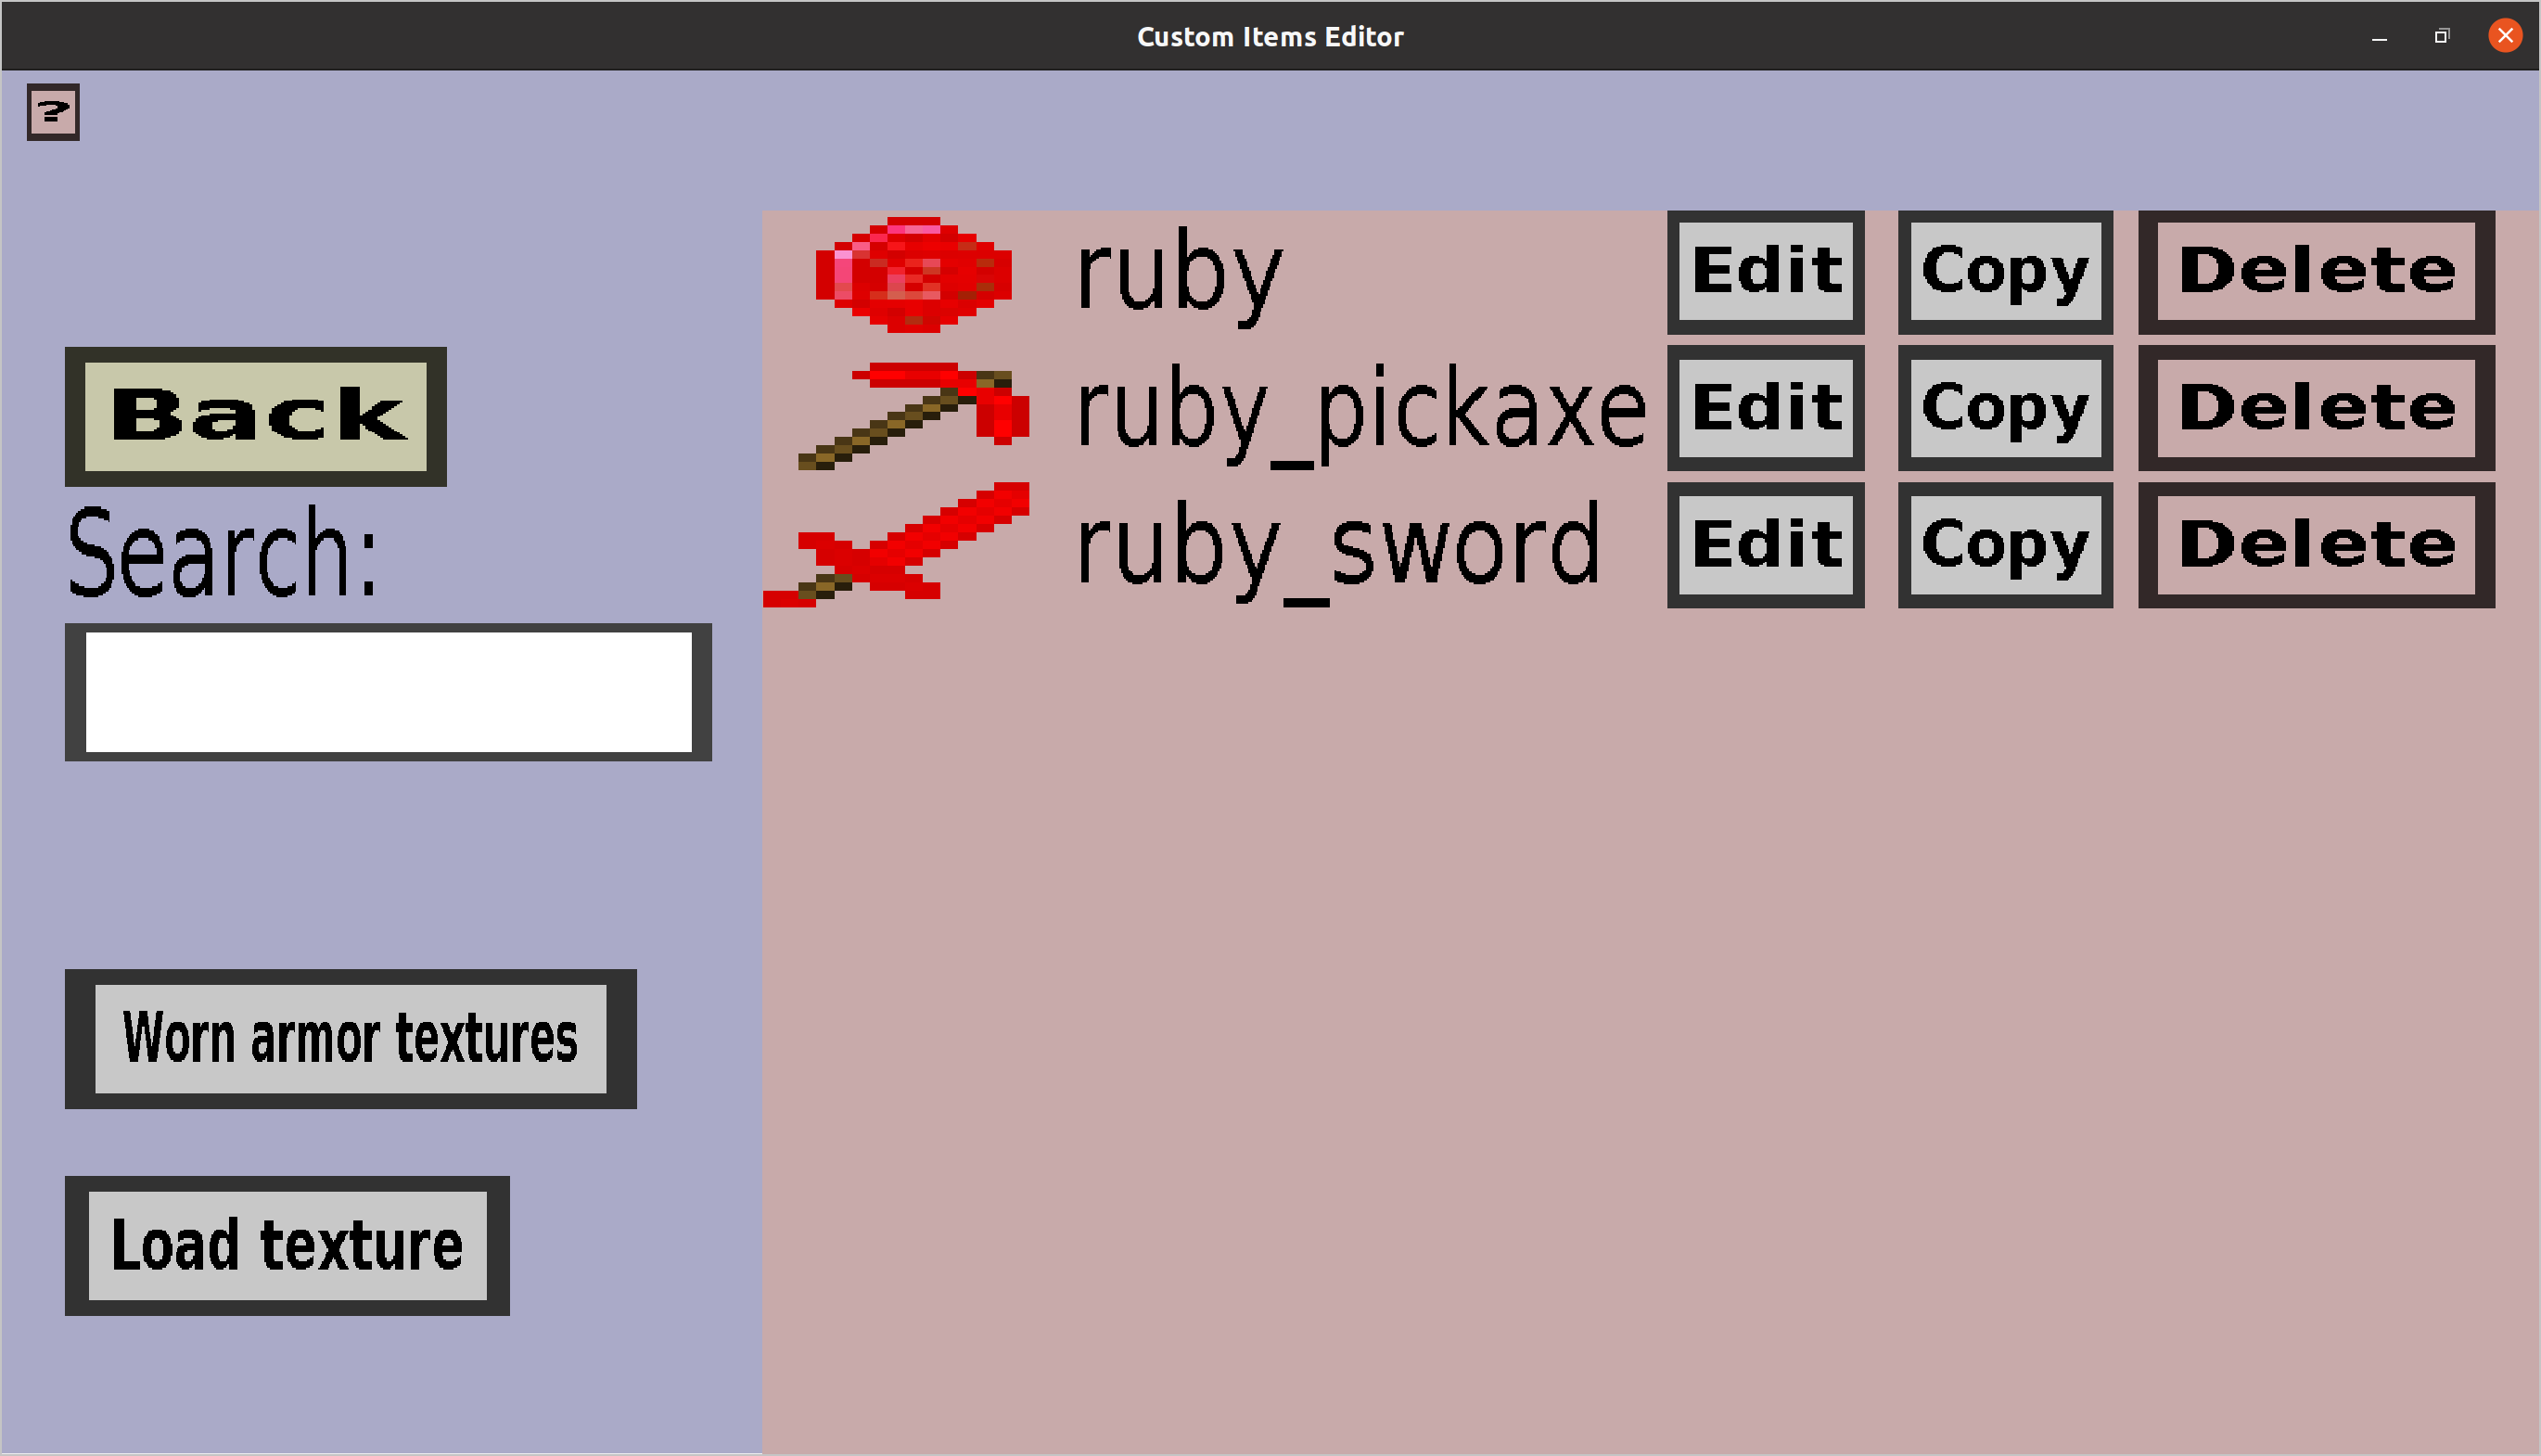 Custom Items Editor
?
ruby Edit Copy Delete
Back
ruby_pickaxe Edit Copy Delete
Search:
ruby_sword Edit Copy Delete
Worn armor textures
Load texture